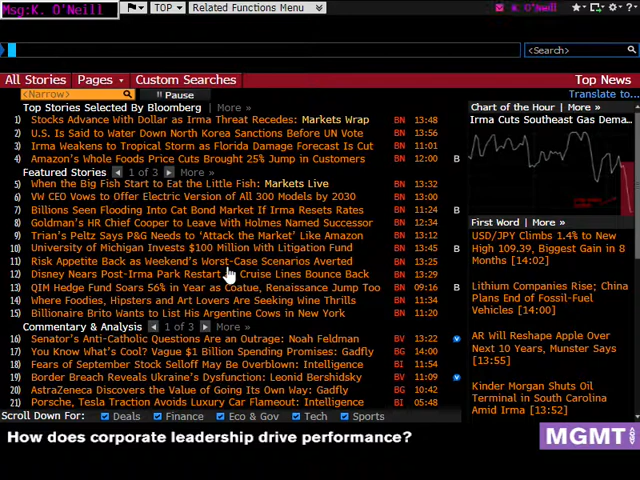 Msg:K. O'Neill
TOP
Related Functions Menu
Msg:K. O'Neill
<Search>
All Stories
Pages
Custom Searches
Top News
<Narrow>
Pause
Translate to..
Top Stories Selected By Bloomberg | More »
1) Stocks Advance With Dollar as Irma Threat Recedes: Markets Wrap BN 13:48
2) U.S. Is Said to Water Down North Korea Sanctions Before UN Vote BN 13:56
3) Irma Weakens to Tropical Storm as Florida Damage Forecast Is Cut BN 11:01
4) Amazon's Whole Foods Price Cuts Brought 25% Jump in Customers BN 12:00
Featured Stories 1 of 3 More »
5) When the Big Fish Start to Eat the Little Fish: Markets Live BN 13:32
6) VW CEO Vows to Offer Electric Version of All 300 Models by 2030 BN 13:00
7) Billions Seen Flooding Into Cat Bond Market If Irma Resets Rates BN 11:24
8) Goldman's HR Chief Cooper to Leave With Holmes Named Successor BN 12:34
9) Trian's Peltz Says P&G Needs to 'Attack the Market' Like Amazon BN 13:13
10) University of Michigan Invests $100 Million With Litigation Fund BN 13:45
11) Risk Appetite Back as Weekend's Worst-Case Scenarios Averted BN 13:25
12) Disney Nears Post-Irma Park Restart Cruise Lines Bounce Back BN 13:29
13) QIM Hedge Fund Soars 56% in Year as Coatue, Renaissance Jump Too BN 09:16
14) Where Foodies, Hipsters and Art Lovers Are Seeking Wine Thrills BN 11:34
15) Billionaire Brito Wants to List His Argentine Cows in New York BN 11:20
Commentary & Analysis 1 of 3 More »
16) Senator's Anti-Catholic Questions Are an Outrage: Noah Feldman BV 13:22
17) You Know What's Cool? Vague $1 Billion Spending Promises: Gadfly BG 14:00
18) Fears of September Stock Selloff May Be Overblown: Intelligence BI 11:54
19) Border Breach Reveals Ukraine's Dysfunction: Leonid Bershidsky BV 11:09
20) AstraZeneca Discovers the Value of Going Its Own Way: Gadfly BG 10:42
21) Porsche, Tesla Traction Avoids Luxury Car Flameout: Intelligence BI 10:51
Scroll Down For: Deals Finance Eco & Gov Tech Sports
Chart of the Hour | More »
Irma Cuts Southeast Gas Dema...
B
B
B
B
First Word | More »
USD/JPY Climbs 1.4% to New
High 109.39, Biggest Gain in 8
Months [14:02]
Lithium Companies Rise; China
Plans End of Fossil-Fuel
Vehicles [14:00]
AR Will Reshape Apple Over
Next 10 Years, Munster Says
[13:55]
Kinder Morgan Shuts Oil
Terminal in South Carolina
Amid Irma [13:52]
How does corporate leadership drive performance?
MGMT